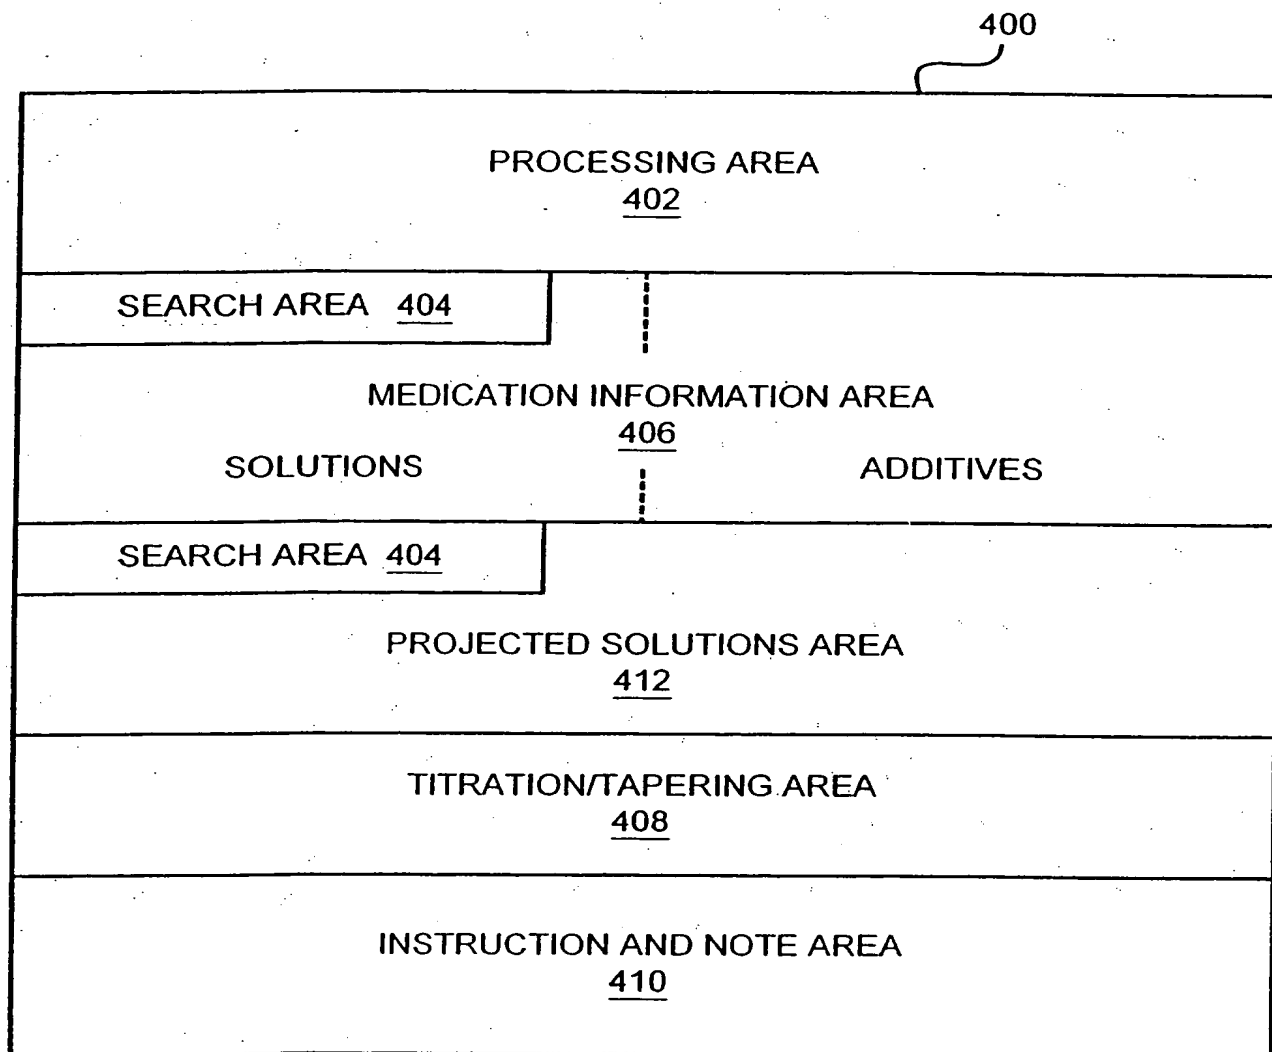 400
PROCESSING AREA
402
SEARCH AREA 404
MEDICATION INFORMATION AREA
406
SOLUTIONS ADDITIVES
SEARCH AREA 404
PROJECTED SOLUTIONS AREA
412
TITRATION/TAPERING AREA
408
INSTRUCTION AND NOTE AREA
410